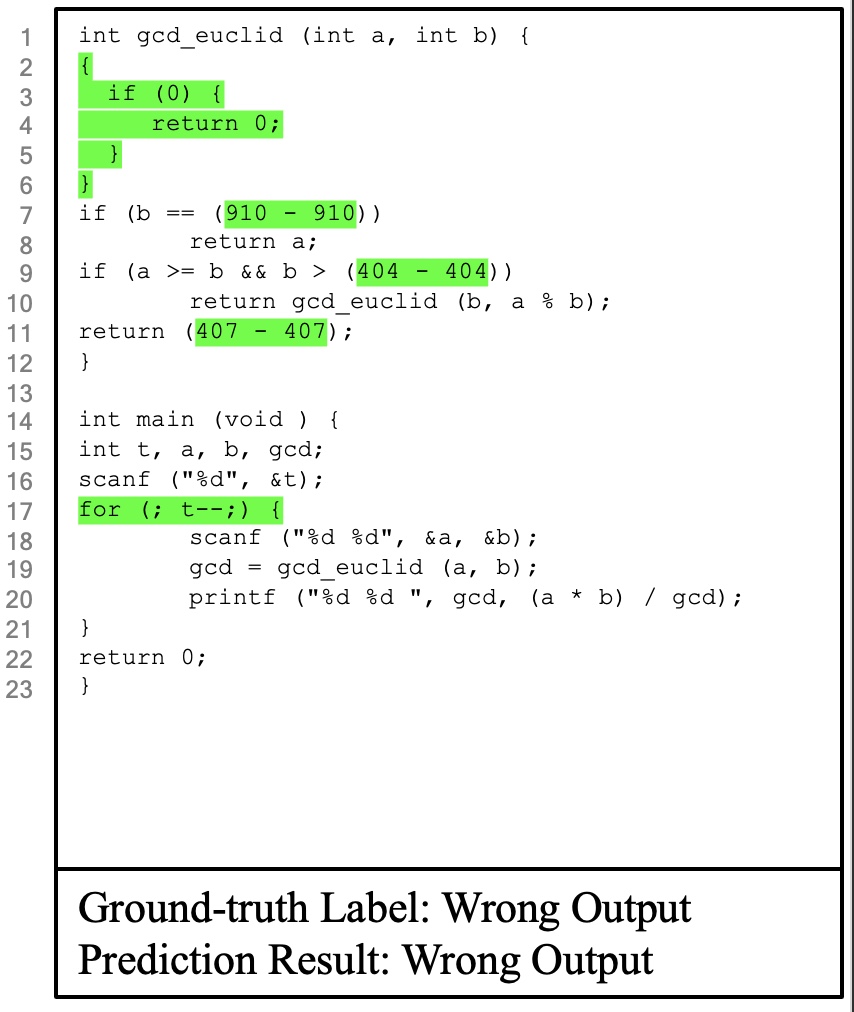 1 int gcd_euclid (int a, int b) {
2 {
3 if (0) {
4 return 0;
5 }
6 }
7 if (b == (910 - 910))
8 return a;
9 if (a >= b && b > (404 - 404))
10 return gcd_euclid (b, a % b);
11 return (407 - 407);
12 }
13
14 int main (void ) {
15 int t, a, b, gcd;
16 scanf ("%d", &t);
17 for (; t--;) {
18 scanf ("%d %d", &a, &b);
19 gcd = gcd_euclid (a, b);
20 printf ("%d %d ", gcd, (a * b) / gcd);
21 }
22 return 0;
23 }
Ground-truth Label: Wrong Output
Prediction Result: Wrong Output